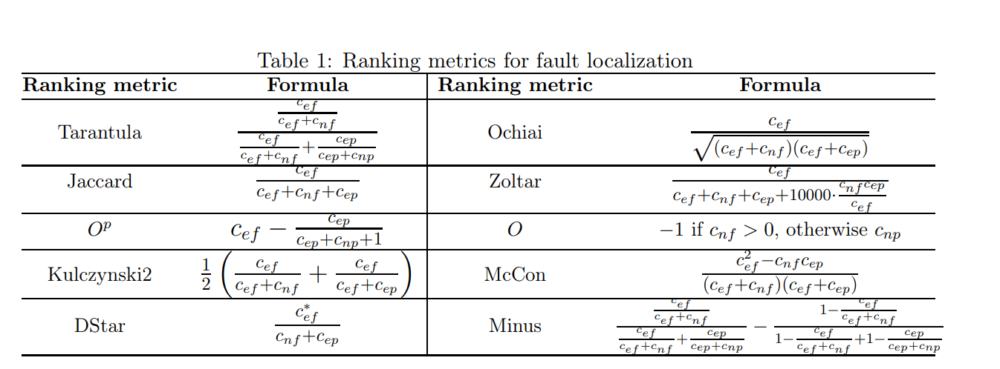 Table 1: Ranking metrics for fault localization
Ranking metric Formula Ranking metric Formula
Tarantula \frac{\frac{c_{ef}}{c_{ef}+c_{nf}}}{\frac{c_{ef}}{c_{ef}+c_{nf}}+\frac{c_{ep}}{c_{ep}+c_{np}}} Ochiai \frac{c_{ef}}{\sqrt{(c_{ef}+c_{nf})(c_{ef}+c_{ep})}}
Jaccard \frac{c_{ef}}{c_{ef}+c_{nf}+c_{ep}} Zoltar \frac{c_{ef}}{c_{ef}+c_{nf}+c_{ep}+10000\cdot\frac{c_{nf}c_{ep}}{c_{ef}}}
O^p c_{ef}-\frac{c_{ep}}{c_{ep}+c_{np}+1} O −1 if c_{nf} > 0, otherwise c_{np}
Kulczynski2 \frac{1}{2}\left(\frac{c_{ef}}{c_{ef}+c_{nf}}+\frac{c_{ef}}{c_{ef}+c_{ep}}\right) McCon \frac{c_{ef}^2-c_{nf}c_{ep}}{(c_{ef}+c_{nf})(c_{ef}+c_{ep})}
DStar \frac{c_{ef}^*}{c_{nf}+c_{ep}} Minus \frac{\frac{c_{ef}}{c_{ef}+c_{nf}}}{\frac{c_{ef}}{c_{ef}+c_{nf}}+\frac{c_{ep}}{c_{ep}+c_{np}}}-\frac{1-\frac{c_{ef}}{c_{ef}+c_{nf}}}{1-\frac{c_{ef}}{c_{ef}+c_{nf}}+1-\frac{c_{ep}}{c_{ep}+c_{np}}}